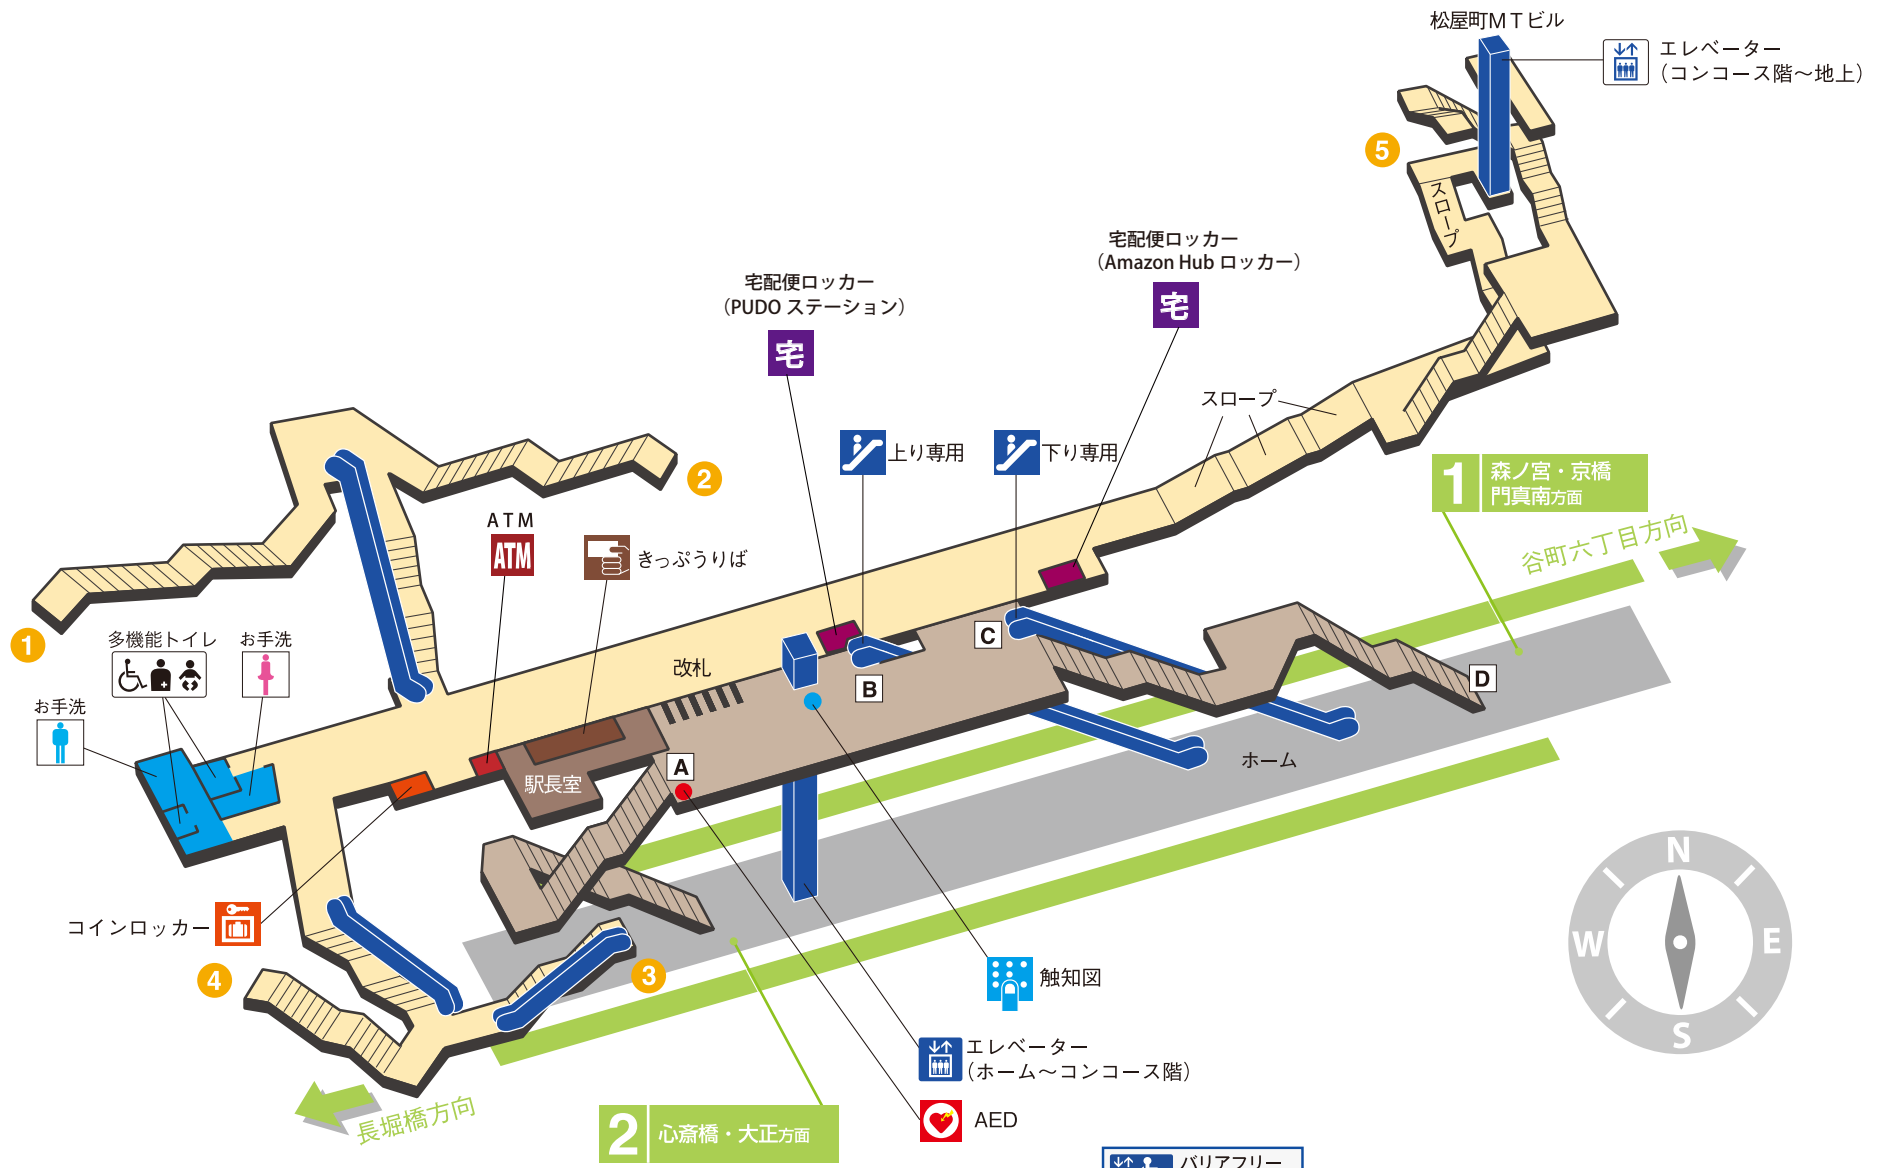 松屋町ＭＴビル
エレベーター
（コンコース階～地上）
5
スロープ
宅配便ロッカー
（Amazon Hub ロッカー）
宅
宅配便ロッカー
（PUDO ステーション）
宅
スロープ
上り専用
下り専用
2
1
森ノ宮・京橋
門真南方面
谷町六丁目方向
ＡＴＭ
ATM
きっぷうりば
1
多機能トイレ
お手洗
お手洗
改札
C
B
D
A
駅長室
ホーム
コインロッカー
4
3
触知図
エレベーター
（ホーム～コンコース階）
AED
長堀橋方向
2
心斎橋・大正方面
N
W
E
S
バリアフリー